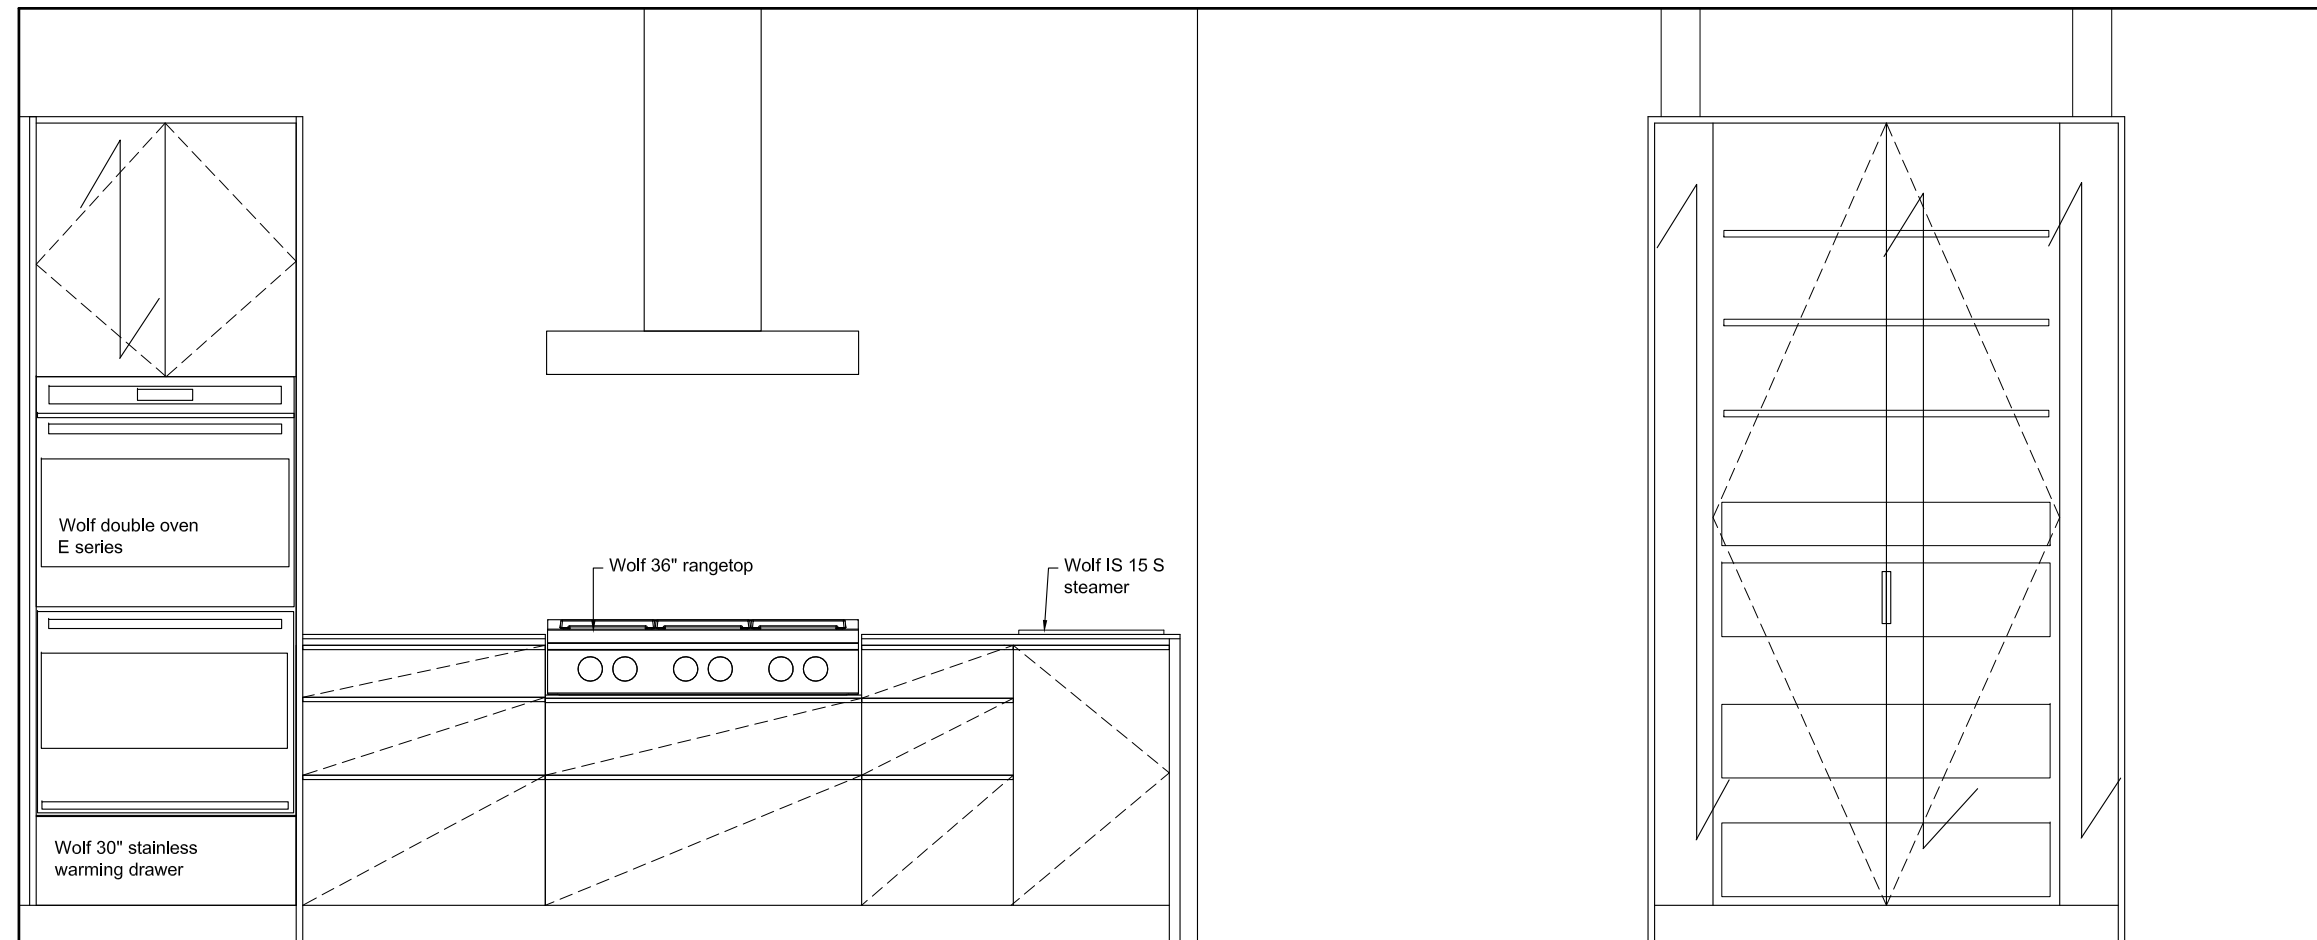 Wolf double oven
E series
Wolf 36" rangetop
Wolf IS 15 S
steamer
Wolf 30" stainless
warming drawer